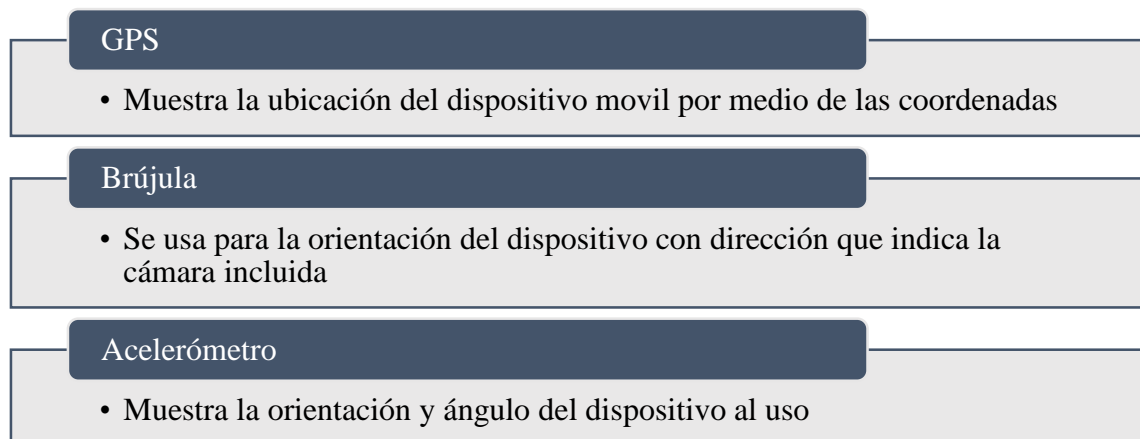 GPS
• Muestra la ubicación del dispositivo movil por medio de las coordenadas
Brújula
• Se usa para la orientación del dispositivo con dirección que indica la
cámara incluida
Acelerómetro
• Muestra la orientación y ángulo del dispositivo al uso